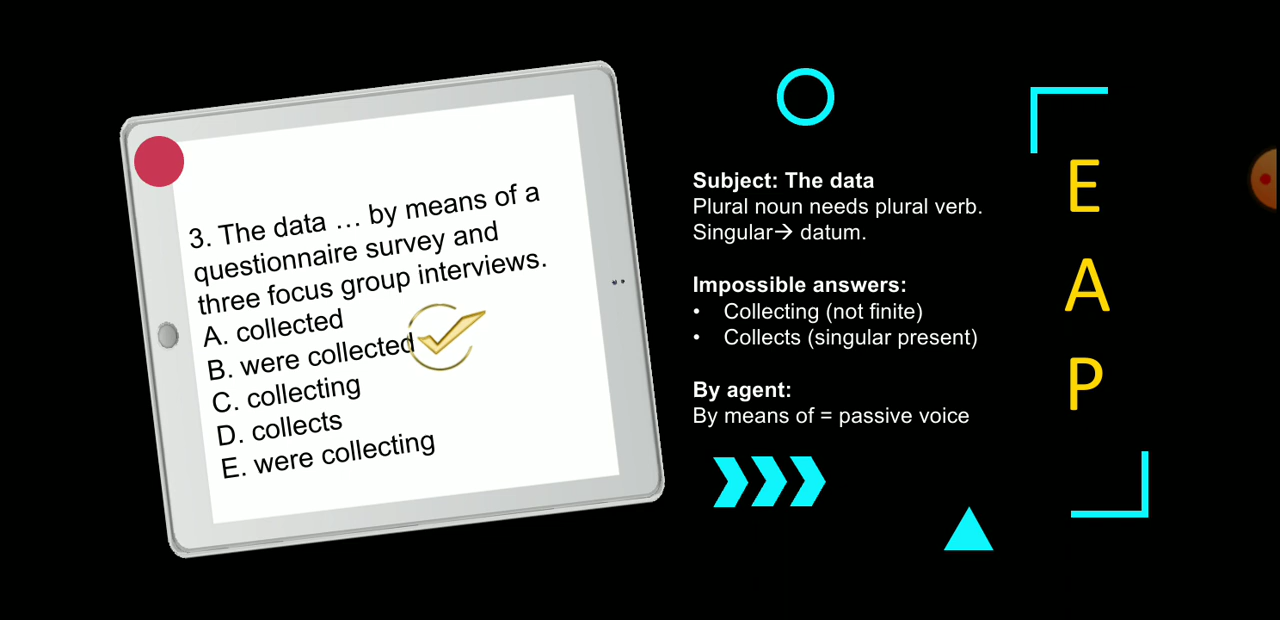 3. The data … by means of a
questionnaire survey and
three focus group interviews.
A. collected
B. were collected
C. collecting
D. collects
E. were collecting
Subject: The data
Plural noun needs plural verb.
Singular→ datum.
Impossible answers:
• Collecting (not finite)
• Collects (singular present)
By agent:
By means of = passive voice
E
A
P